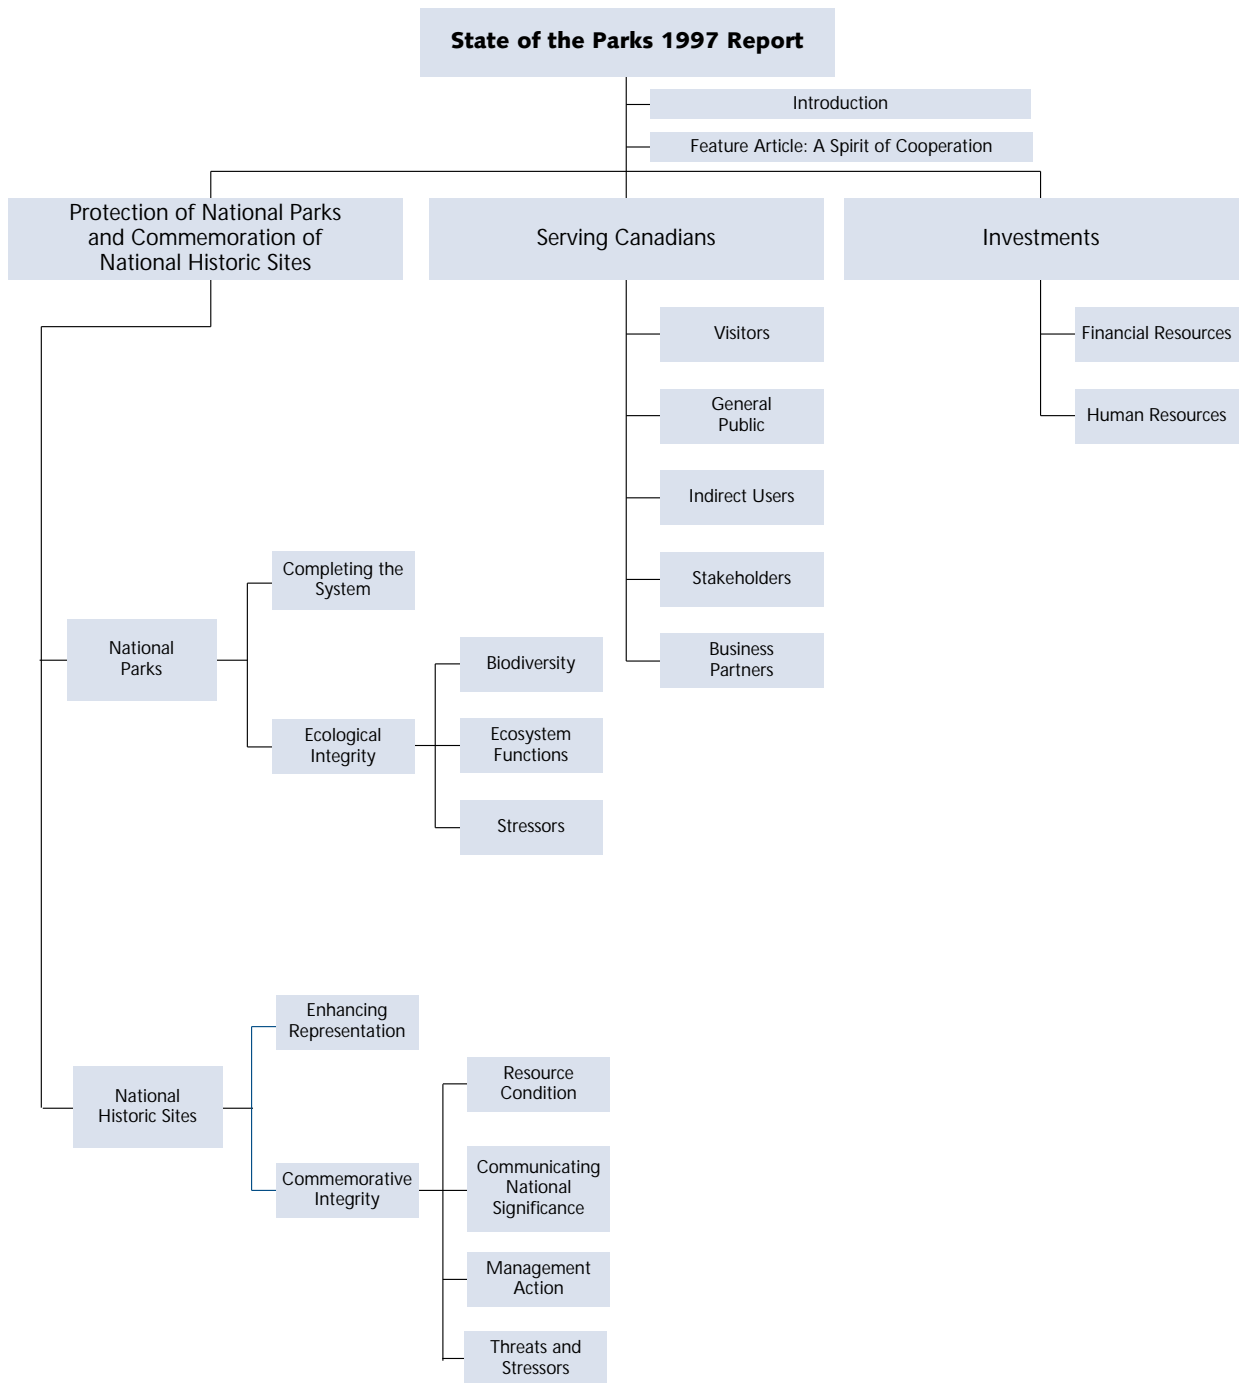 State of the Parks 1997 Report
Introduction
Feature Article: A Spirit of Cooperation
Protection of National Parks
and Commemoration of
National Historic Sites
Serving Canadians
Investments
Visitors
General
Public
Indirect Users
Stakeholders
Business
Partners
Financial Resources
Human Resources
National
Parks
Completing the
System
Ecological
Integrity
Biodiversity
Ecosystem
Functions
Stressors
National
Historic Sites
Enhancing
Representation
Commemorative
Integrity
Resource
Condition
Communicating
National
Significance
Management
Action
Threats and
Stressors